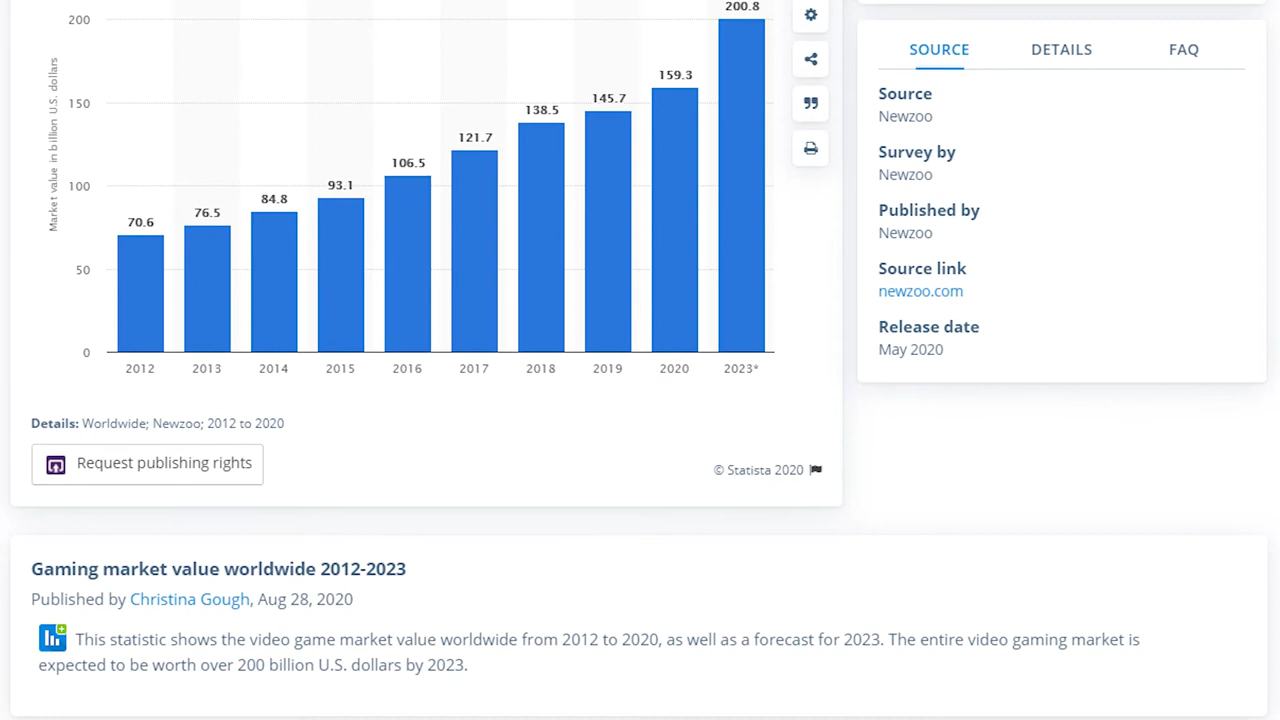 200.8
200
159.3
150
145.7
138.5
121.7
106.5
100
93.1
84.8
76.5
70.6
50
0
Market value in billion U.S. dollars
2012 2013 2014 2015 2016 2017 2018 2019 2020 2023*
Details: Worldwide; Newzoo; 2012 to 2020
Request publishing rights
© Statista 2020
SOURCE DETAILS FAQ
Source
Newzoo
Survey by
Newzoo
Published by
Newzoo
Source link
newzoo.com
Release date
May 2020
Gaming market value worldwide 2012-2023
Published by Christina Gough, Aug 28, 2020
This statistic shows the video game market value worldwide from 2012 to 2020, as well as a forecast for 2023. The entire video gaming market is
expected to be worth over 200 billion U.S. dollars by 2023.